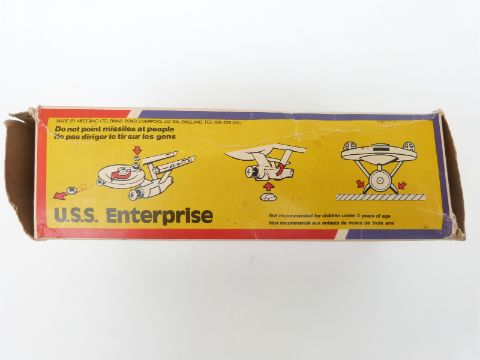 MADE BY MECCANO LTD, BINNS ROAD, LIVERPOOL L13 1DA, ENGLAND, TEL:
Do not point missiles at people
Ne pas diriger le tir sur les gens
U.S.S. Enterprise
Not recommended for children under 3 years of age
Non recommandé aux enfants de moins de trois ans